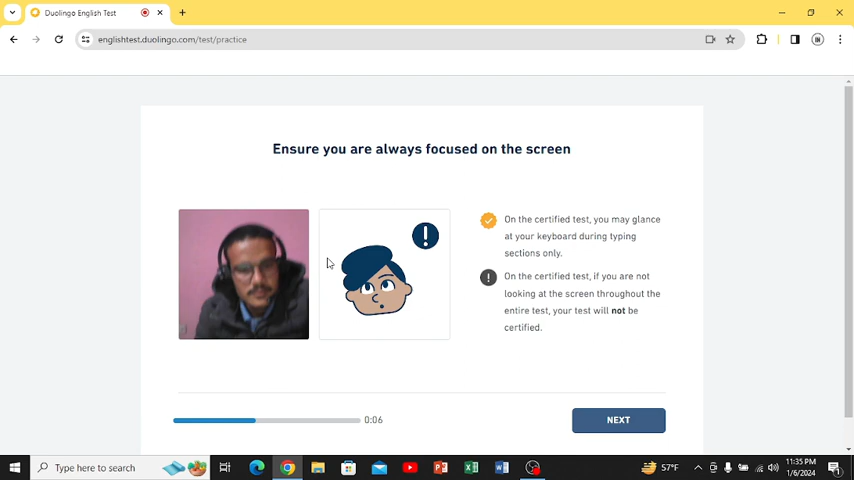 Duolingo English Test
englishtest.duolingo.com/test/practice
IN
Ensure you are always focused on the screen
On the certified test, you may glance
at your keyboard during typing
sections only.
On the certified test, if you are not
looking at the screen throughout the
entire test, your test will not be
certified.
0:06
NEXT
Type here to search
57°F
11:35 PM
1/6/2024